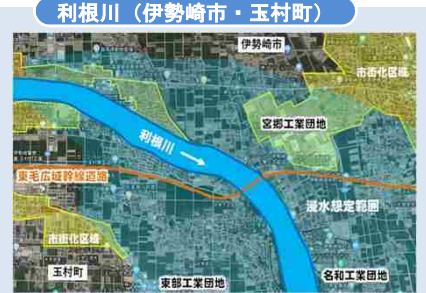 利根川（伊勢崎市・玉村町）
伊勢崎市
市街化区域
宮郷工業団地
利根川
東毛広域幹線道路
浸水想定範囲
市街化区域
玉村町
東部工業団地
名和工業団地